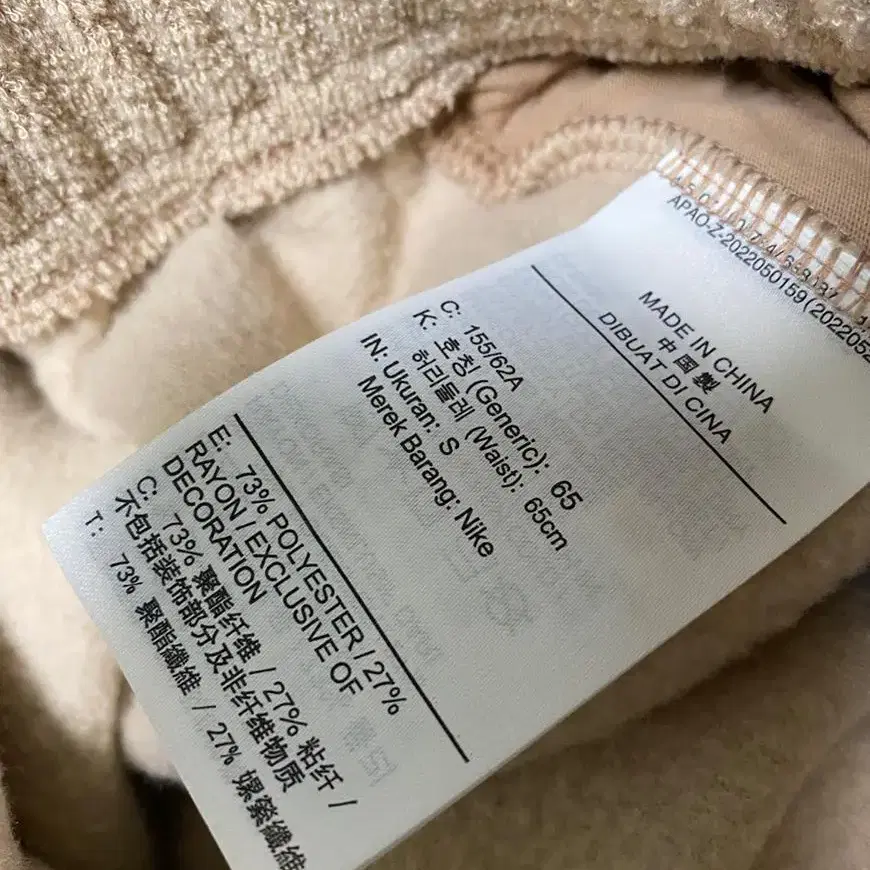 APAO-Z-2022050159(2022052
MADE IN CHINA
中國製
DIBUAT DI CINA
C: 155/62A
K: 호칭 (Generic): 65
허리둘레 (Waist): 65cm
IN: Ukuran: S
Merek Barang: Nike
E: 73% POLYESTER / 27%
RAYON / EXCLUSIVE OF
DECORATION
C: 73% 聚酯纤维 / 27% 粘纤 /
不包括装饰部分及非纤维物质
T: 73% 聚酯纖維 / 27% 嫘縈纖維